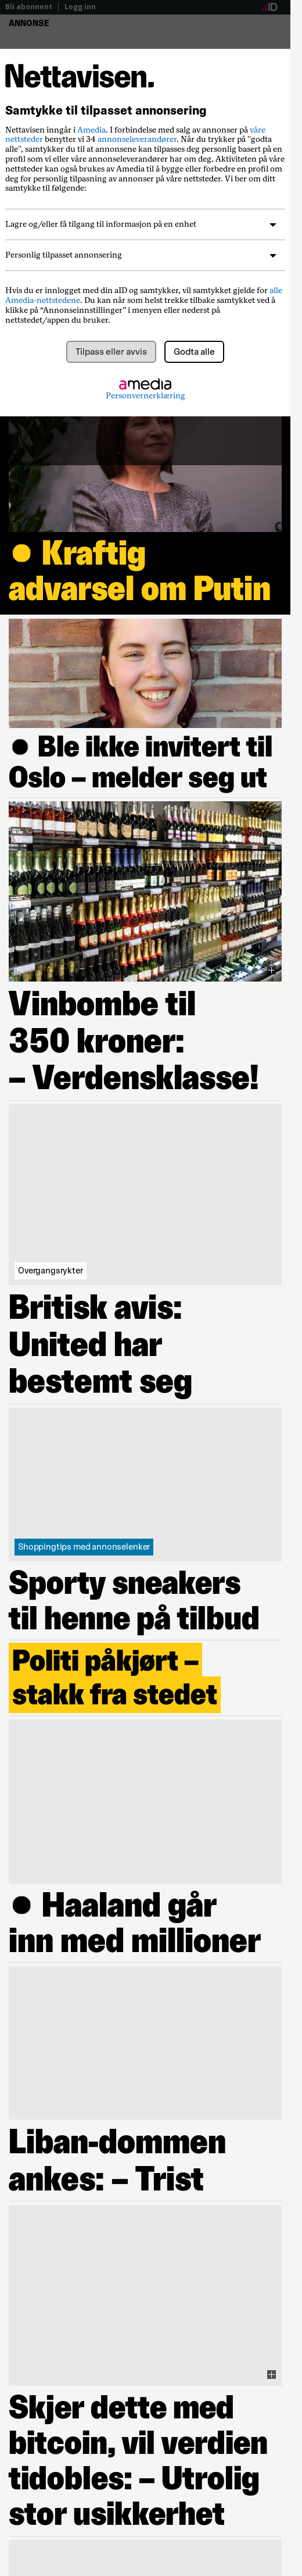 Bli abonnent | Logg inn
aID
ANNONSE
Nettavisen.
Samtykke til tilpasset annonsering
Nettavisen inngår i Amedia. I forbindelse med salg av annonser på våre
nettsteder benytter vi 34 annonseleverandører. Når du trykker på "godta
alle", samtykker du til at annonsene kan tilpasses deg personlig basert på en
profil som vi eller våre annonseleverandører har om deg. Aktiviteten på våre
nettsteder kan også brukes av Amedia til å bygge eller forbedre en profil om
deg for personlig tilpasning av annonser på våre nettsteder. Vi ber om ditt
samtykke til følgende:
Lagre og/eller få tilgang til informasjon på en enhet
Personlig tilpasset annonsering
Hvis du er innlogget med din aID og samtykker, vil samtykket gjelde for alle
Amedia-nettstedene. Du kan når som helst trekke tilbake samtykket ved å
klikke på “Annonseinnstillinger” i menyen eller nederst på
nettstedet/appen du bruker.
Tilpass eller avvis
Godta alle
amedia
Personvernerklæring
Kraftig
advarsel om Putin
Ble ikke invitert til
Oslo – melder seg ut
Vinbombe til
350 kroner:
– Verdensklasse!
Overgangsrykter
Britisk avis:
United har
bestemt seg
Shoppingtips med annonselenker
Sporty sneakers
til henne på tilbud
Politi påkjørt –
stakk fra stedet
Haaland går
inn med millioner
Liban-dommen
ankes: – Trist
Skjer dette med
bitcoin, vil verdien
tidobles: – Utrolig
stor usikkerhet